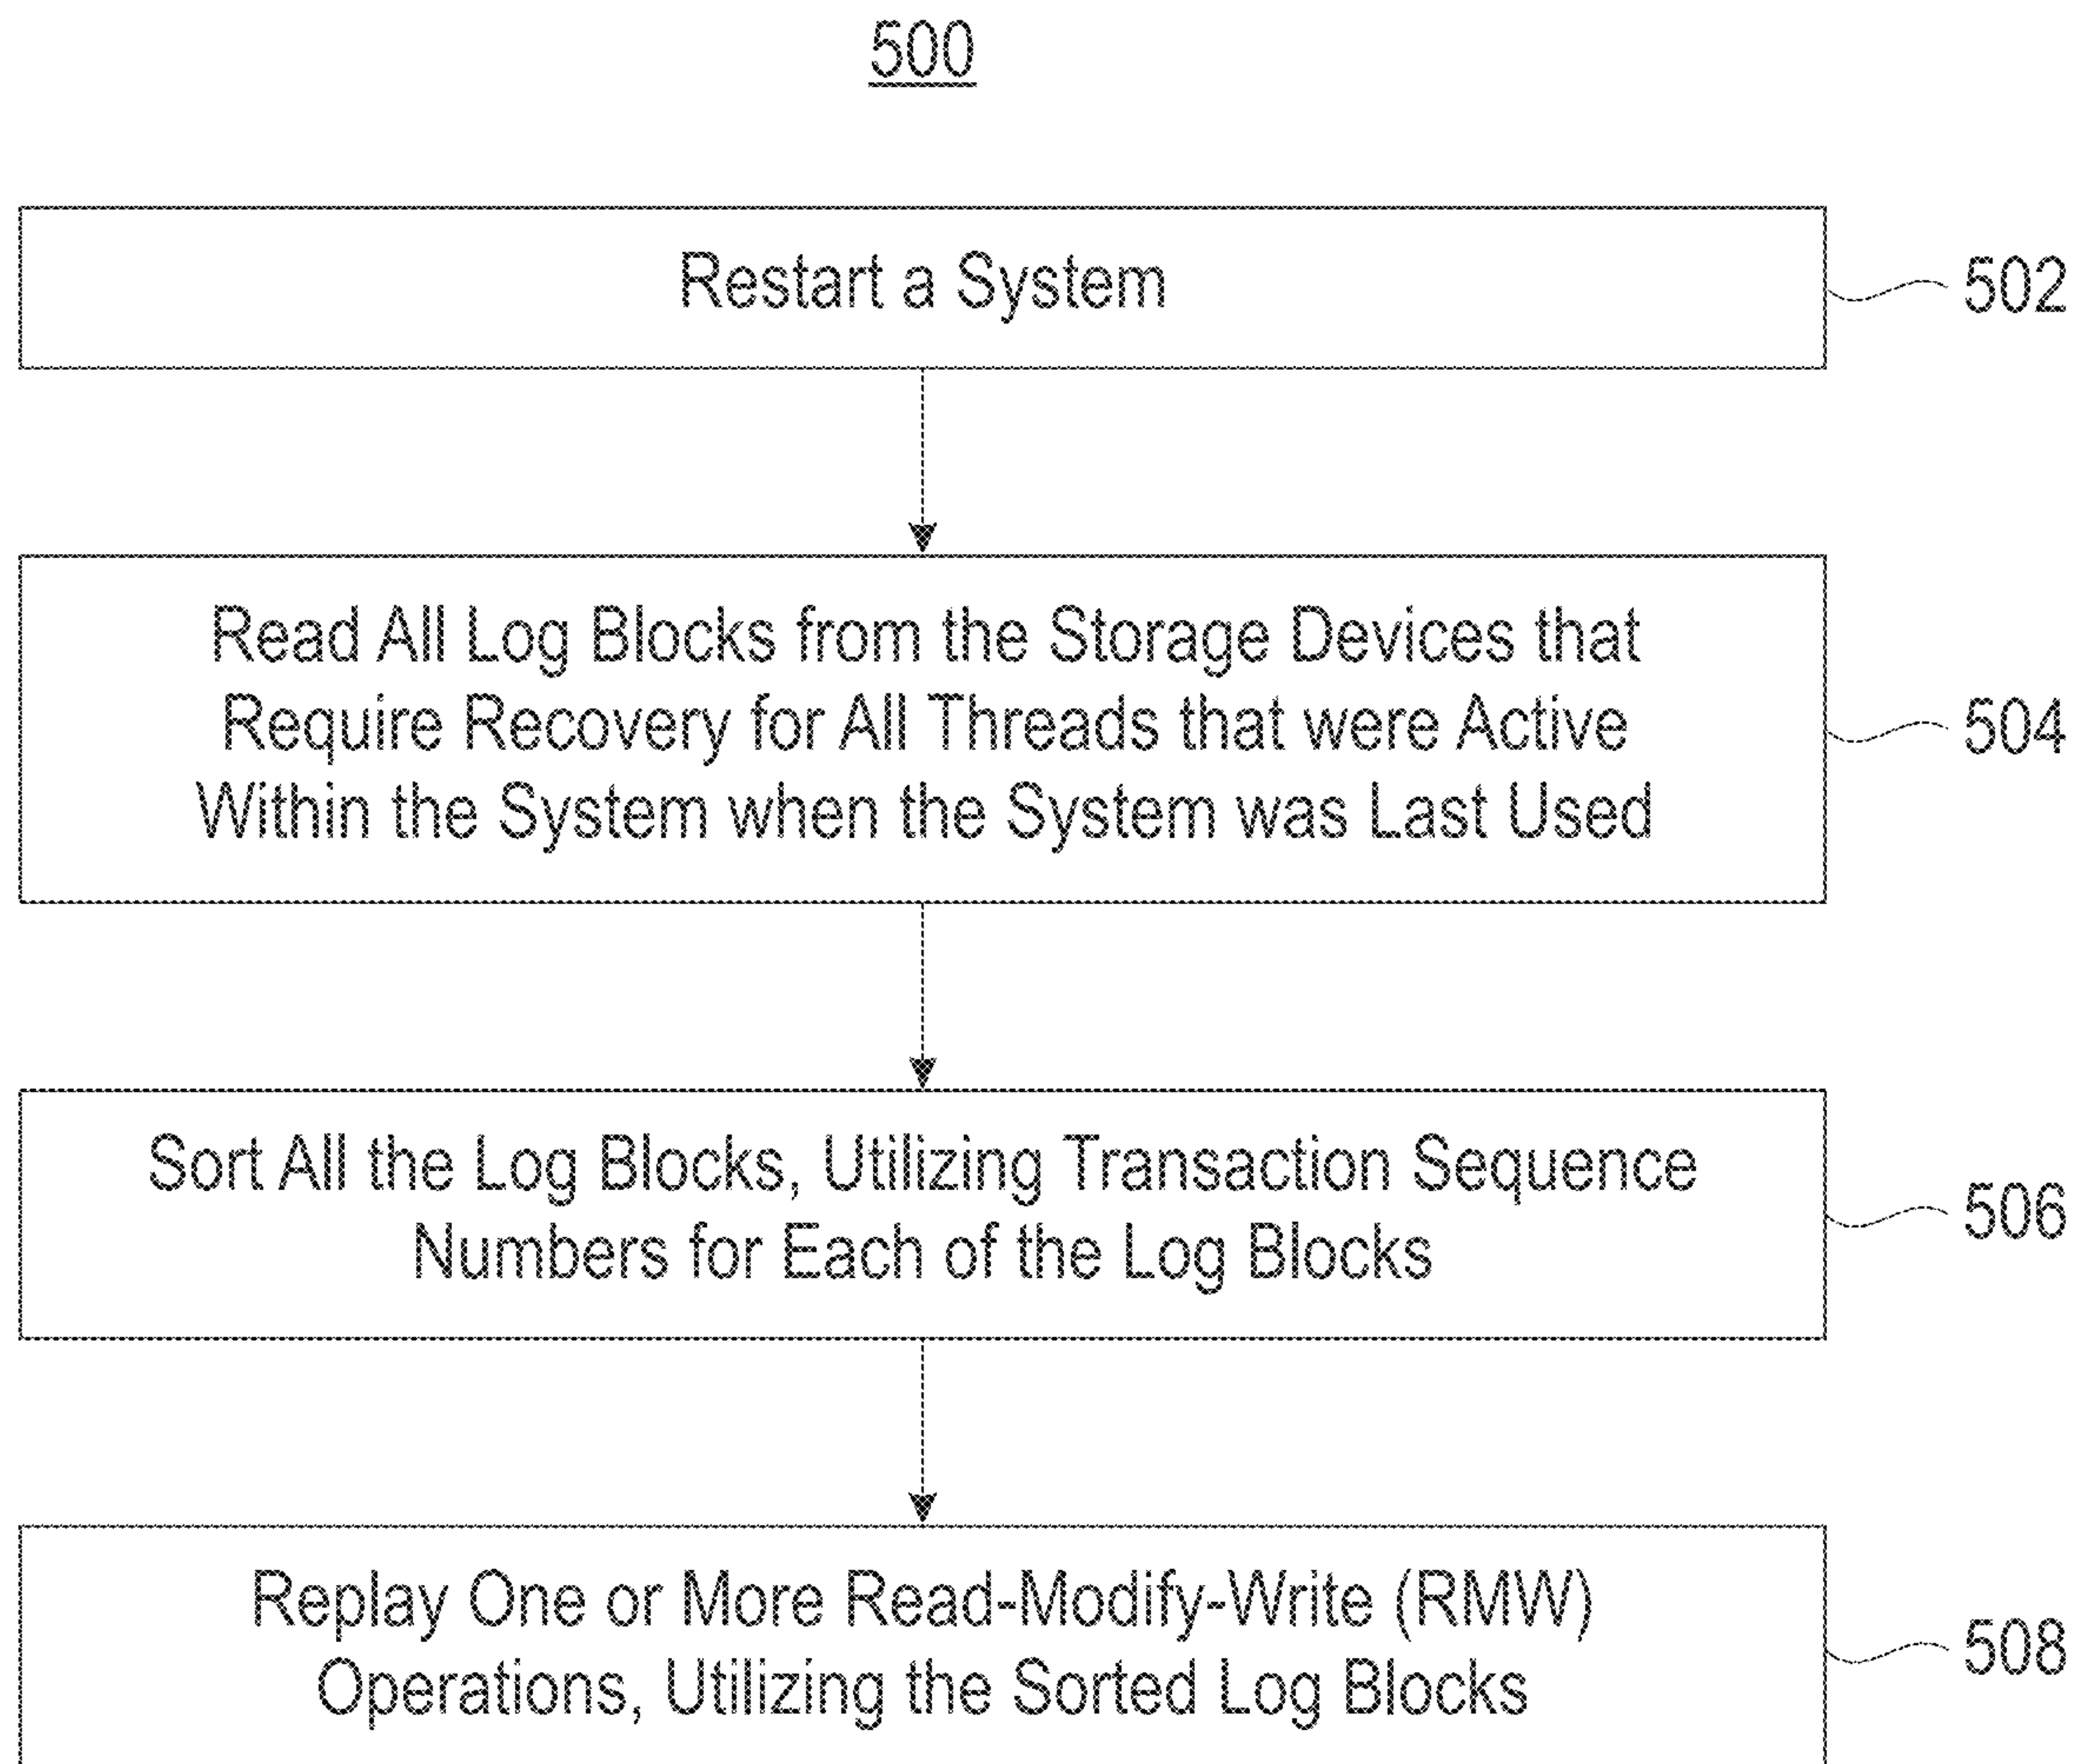 500
Restart a System
502
Read All Log Blocks from the Storage Devices that
Require Recovery for All Threads that were Active
Within the System when the System was Last Used
504
Sort All the Log Blocks, Utilizing Transaction Sequence
Numbers for Each of the Log Blocks
506
Replay One or More Read-Modify-Write (RMW)
Operations, Utilizing the Sorted Log Blocks
508